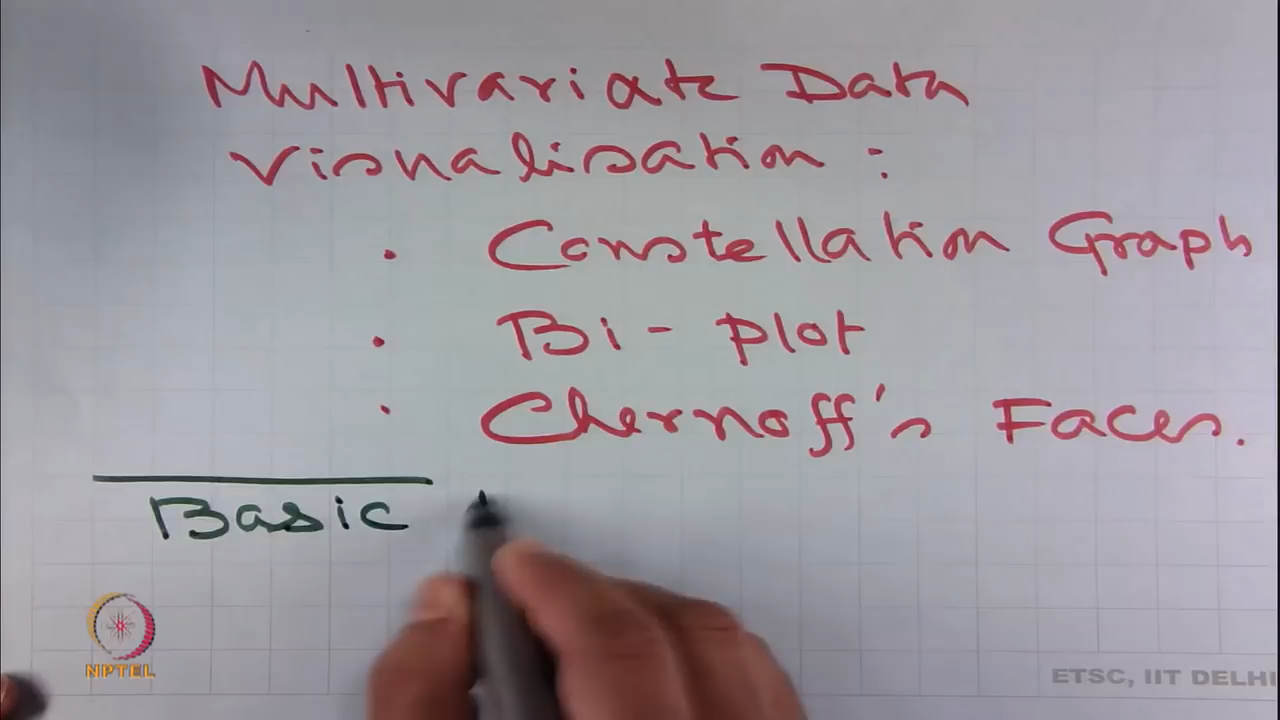 Multivariate Data
Visualisation :
. Constellation Graph
. Bi - plot
. Chernoff's Faces.
Basic
NPTEL
ETSC, IIT DELHI